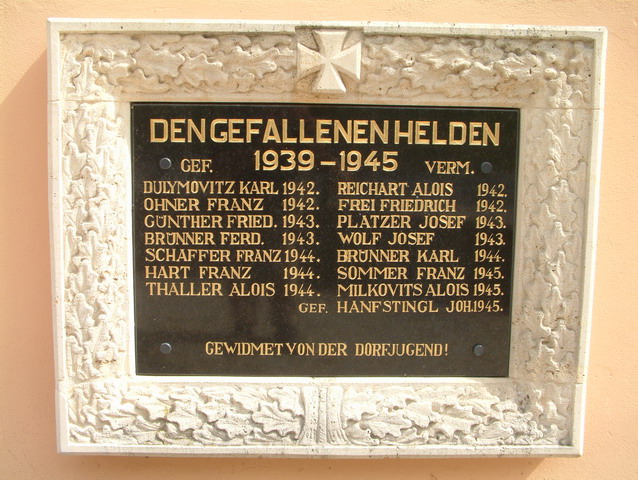 DEN GEFALLENEN HELDEN
GEF. 1939-1945 VERM.
DULYMOVITZ KARL 1942. REICHART ALOIS 1942.
OHNER FRANZ 1942. FREI FRIEDRICH 1942.
GÜNTHER FRIED. 1943. PLATZER JOSEF 1943.
BRÜNNER FERD. 1943. WOLF JOSEF 1943.
SCHAFFER FRANZ 1944. BRÜNNER KARL 1944.
HART FRANZ 1944. SOMMER FRANZ 1945.
THALLER ALOIS 1944. MILKOVITS ALOIS 1945.
GEF. HANFSTINGL JOH. 1945.
GEWIDMET VON DER DORFJUGEND!